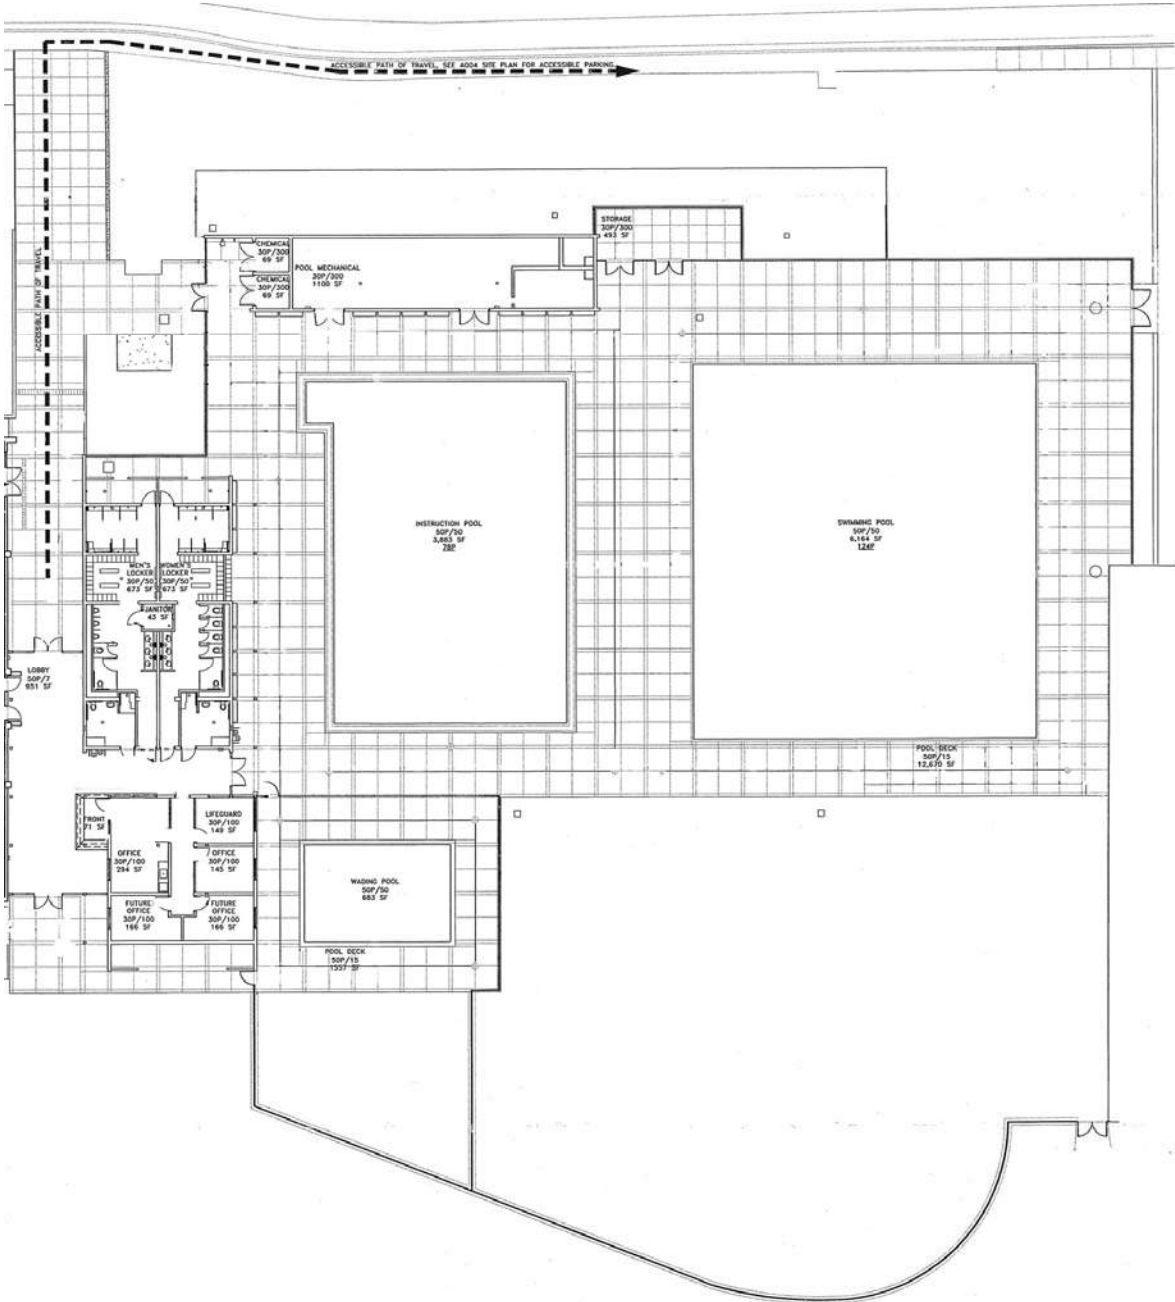 ACCESSIBLE PATH OF TRAVEL, SEE A004 SITE PLAN FOR ACCESSIBLE PARKING
ACCESSIBLE PATH OF TRAVEL
STORAGE
30P/300
493 SF
CHEMICAL
30P/300
69 SF
CHEMICAL
30P/300
69 SF
POOL MECHANICAL
30P/300
1100 SF
INSTRUCTION POOL
50P/50
3,883 SF
78P
SWIMMING POOL
50P/50
6,164 SF
124P
MEN'S
LOCKER
30P/50
673 SF
WOMEN'S
LOCKER
30P/50
673 SF
JANITOR
43 SF
LOBBY
50P/7
651 SF
POOL DECK
50P/15
12,670 SF
FRONT
71 SF
LIFEGUARD
30P/100
149 SF
OFFICE
30P/100
294 SF
OFFICE
30P/100
145 SF
WADING POOL
50P/50
683 SF
FUTURE
OFFICE
30P/100
166 SF
FUTURE
OFFICE
30P/100
166 SF
POOL DECK
50P/15
1557 SF